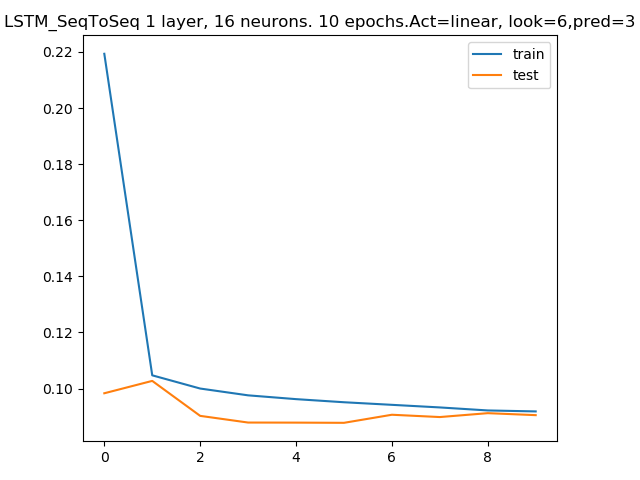 LSTM_SeqToSeq 1 layer, 16 neurons. 10 epochs.Act=linear, look=6,pred=3
train
test
0.22
0.20
0.18
0.16
0.14
0.12
0.10
0 2 4 6 8